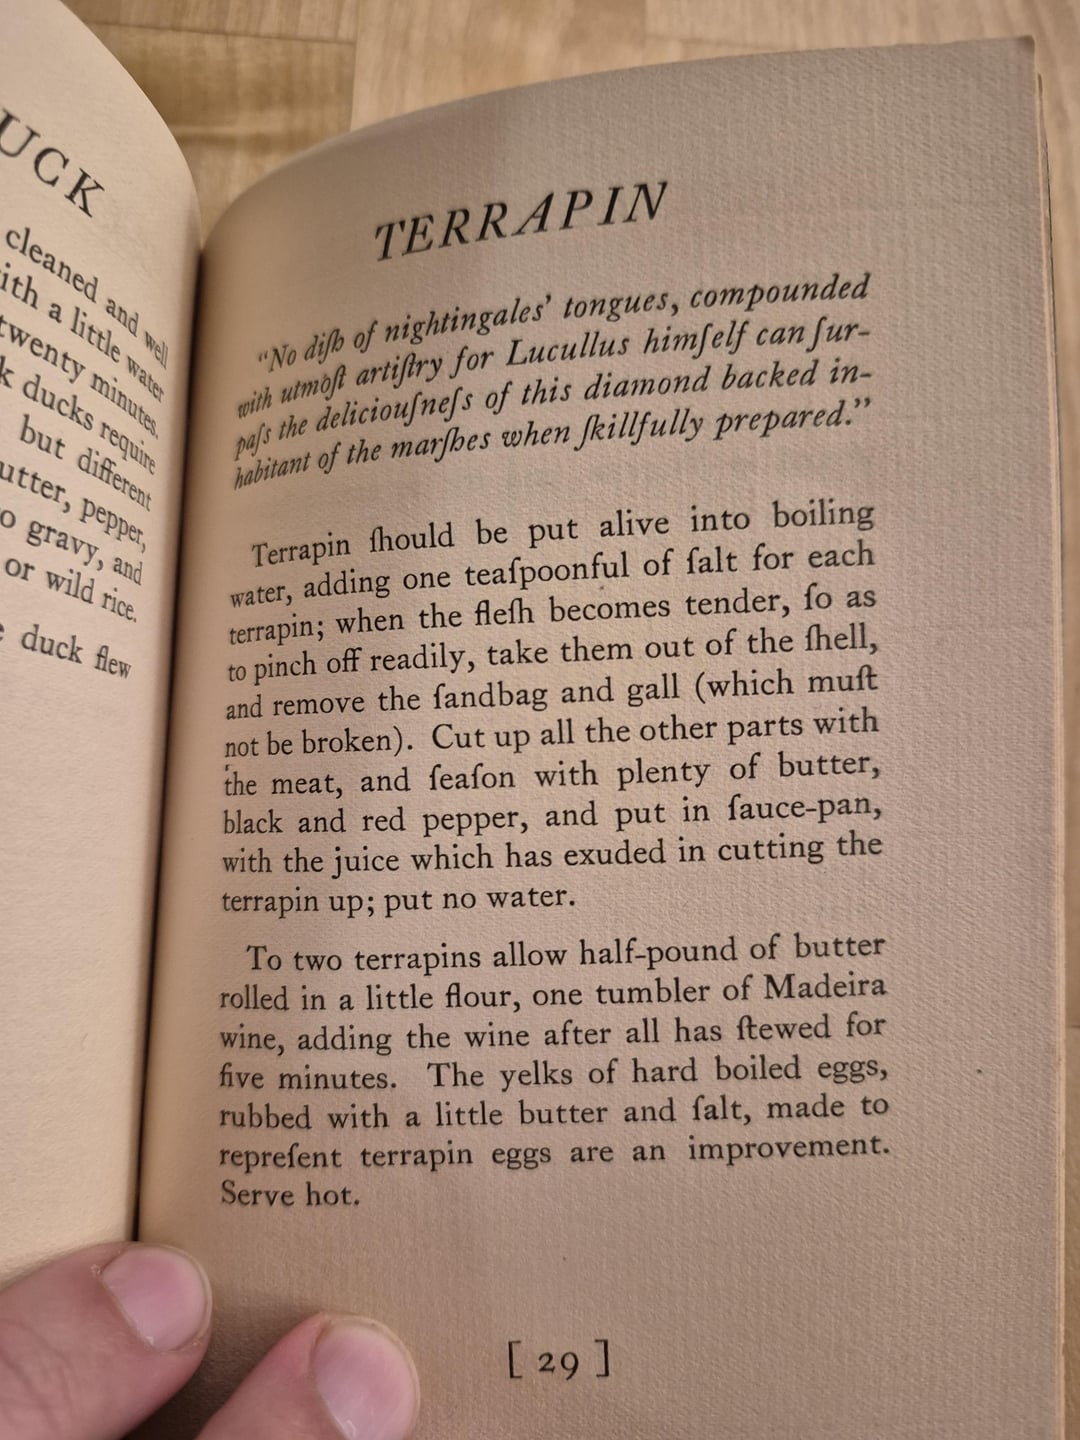 UCK
cleaned and well
ith a little water
twenty minutes.
k ducks require
but different
utter, pepper,
o gravy, and
or wild rice.
e duck flew
TERRAPIN
“No diſh of nightingales’ tongues, compounded
with utmoſt artiſtry for Lucullus himſelf can ſur-
paſs the deliciouſneſs of this diamond backed in-
habitant of the marſhes when ſkillfully prepared.”
Terrapin ſhould be put alive into boiling
water, adding one teaſpoonful of ſalt for each
terrapin; when the fleſh becomes tender, ſo as
to pinch off readily, take them out of the ſhell,
and remove the ſandbag and gall (which muſt
not be broken). Cut up all the other parts with
the meat, and ſeaſon with plenty of butter,
black and red pepper, and put in ſauce-pan,
with the juice which has exuded in cutting the
terrapin up; put no water.
To two terrapins allow half-pound of butter
rolled in a little flour, one tumbler of Madeira
wine, adding the wine after all has ſtewed for
five minutes. The yelks of hard boiled eggs,
rubbed with a little butter and ſalt, made to
repreſent terrapin eggs are an improvement.
Serve hot.
[ 29 ]